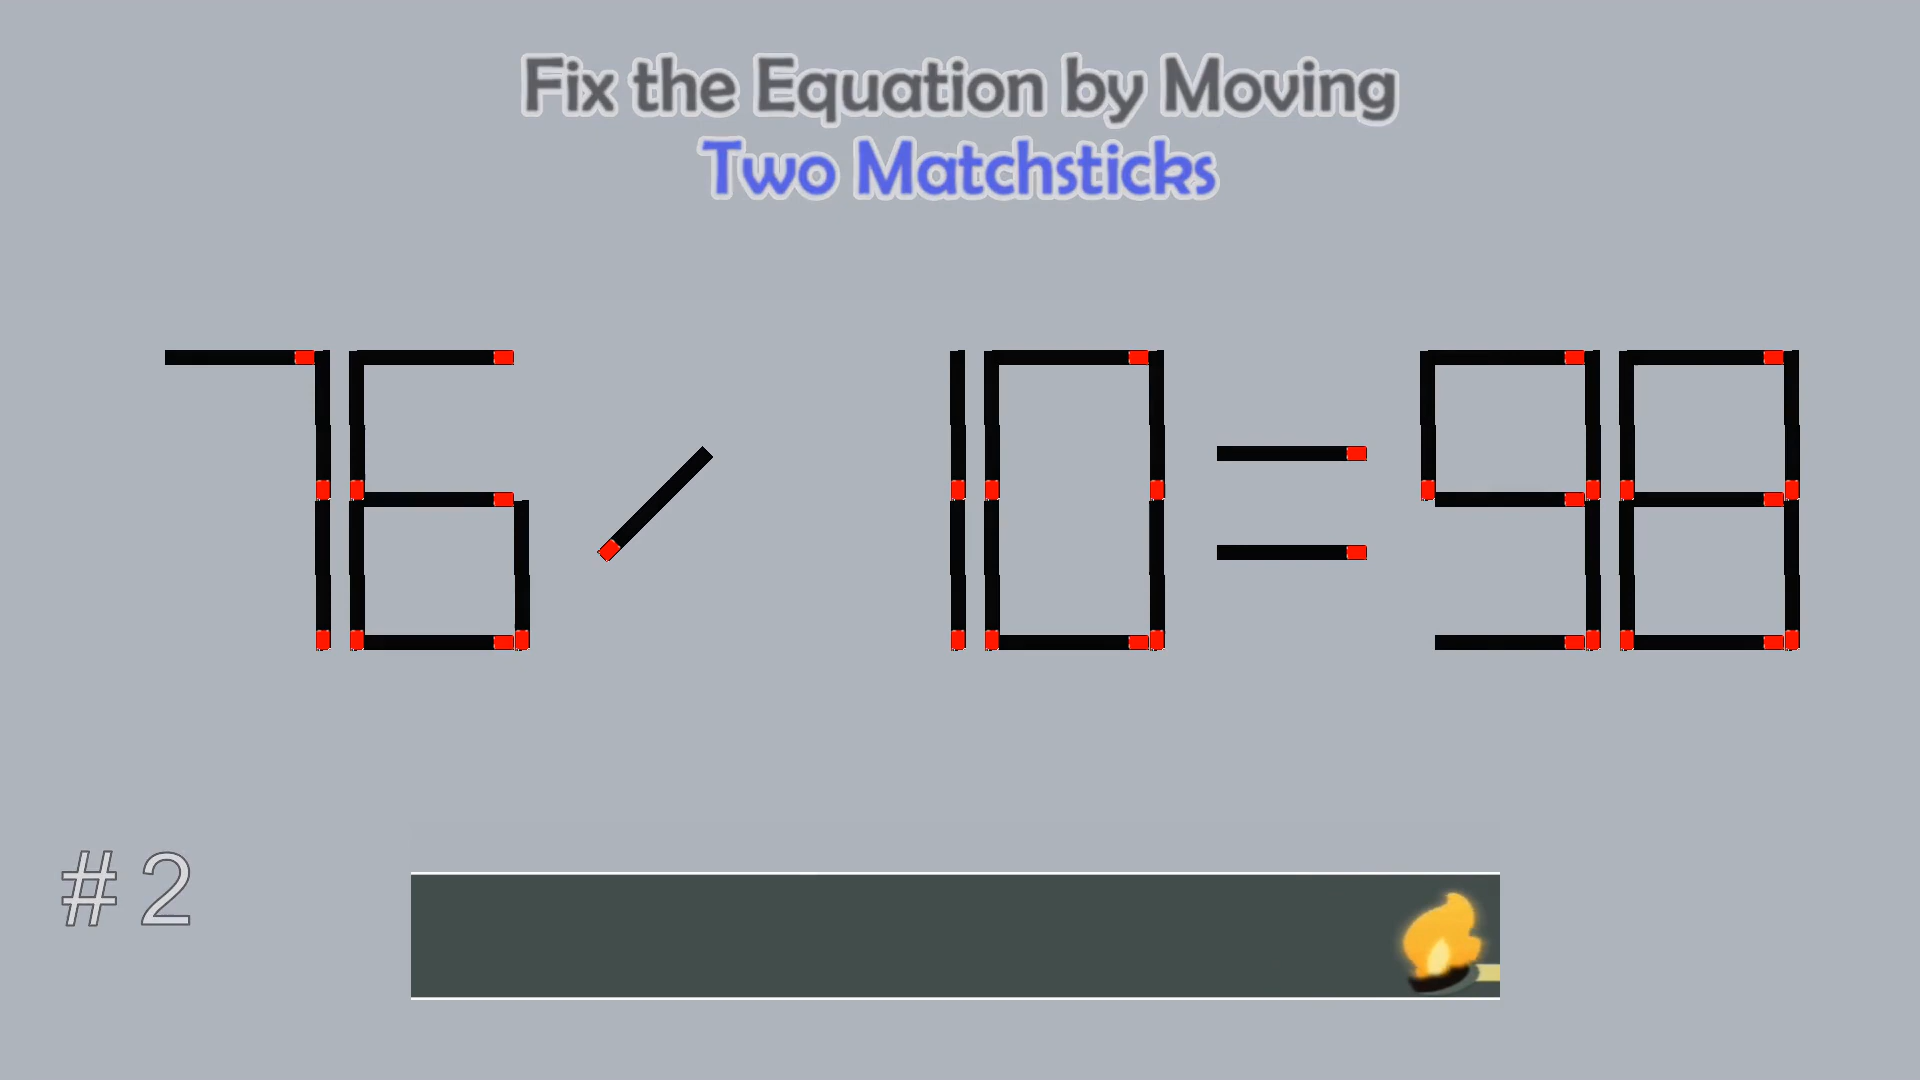 Fix the Equation by Moving
Two Matchsticks
76/ 10=98
#2